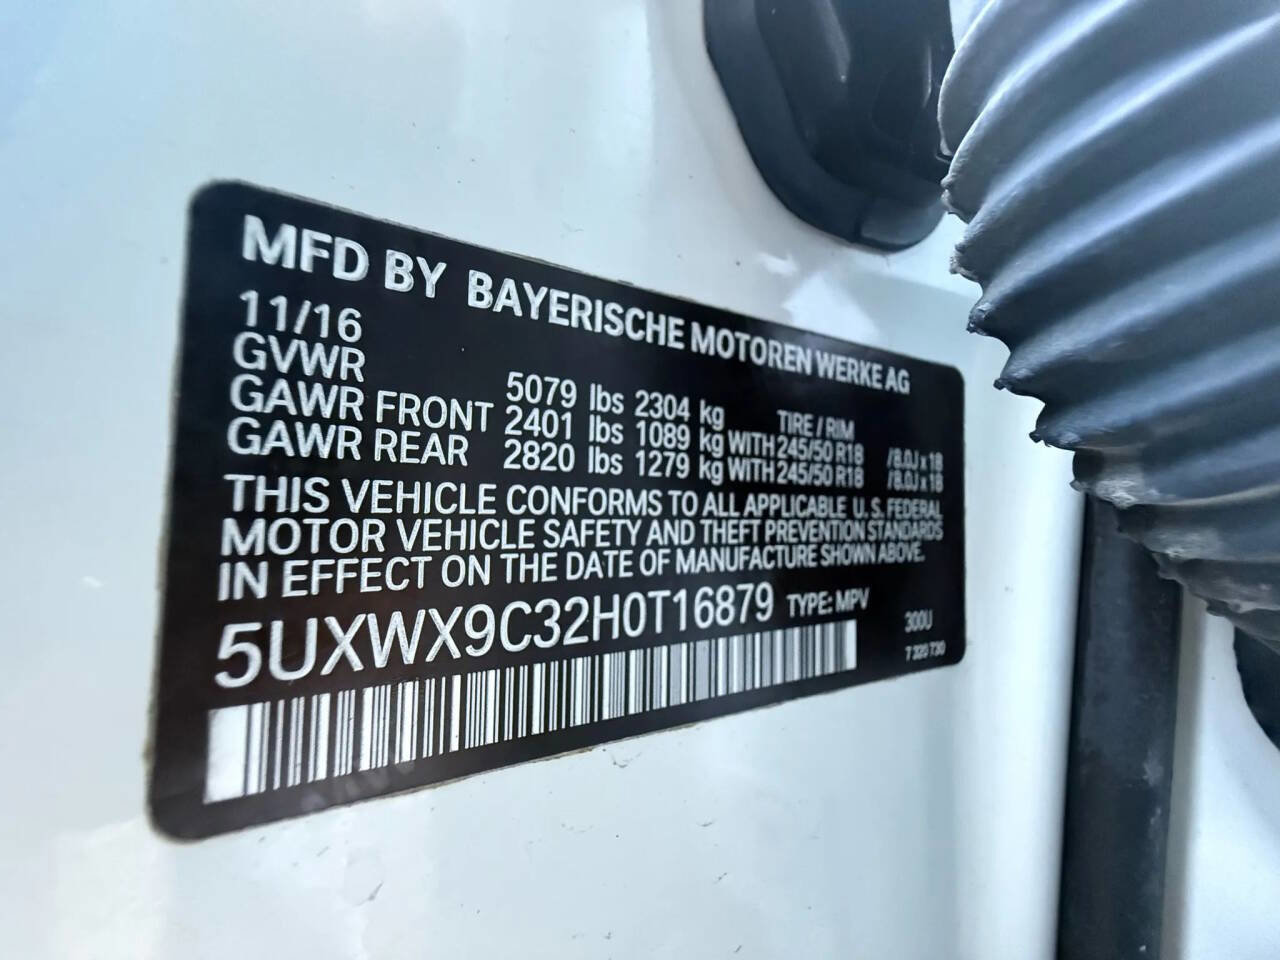 MFD BY BAYERISCHE MOTOREN WERKE AG
11/16
GVWR 5079 lbs 2304 kg TIRE / RIM
GAWR FRONT 2401 lbs 1089 kg WITH 245/50 R18 /8.0J x 18
GAWR REAR 2820 lbs 1279 kg WITH 245/50 R18 /8.0J x 18
THIS VEHICLE CONFORMS TO ALL APPLICABLE U.S. FEDERAL
MOTOR VEHICLE SAFETY AND THEFT PREVENTION STANDARDS
IN EFFECT ON THE DATE OF MANUFACTURE SHOWN ABOVE.
5UXWX9C32H0T16879 TYPE: MPV 300U
7 320 730